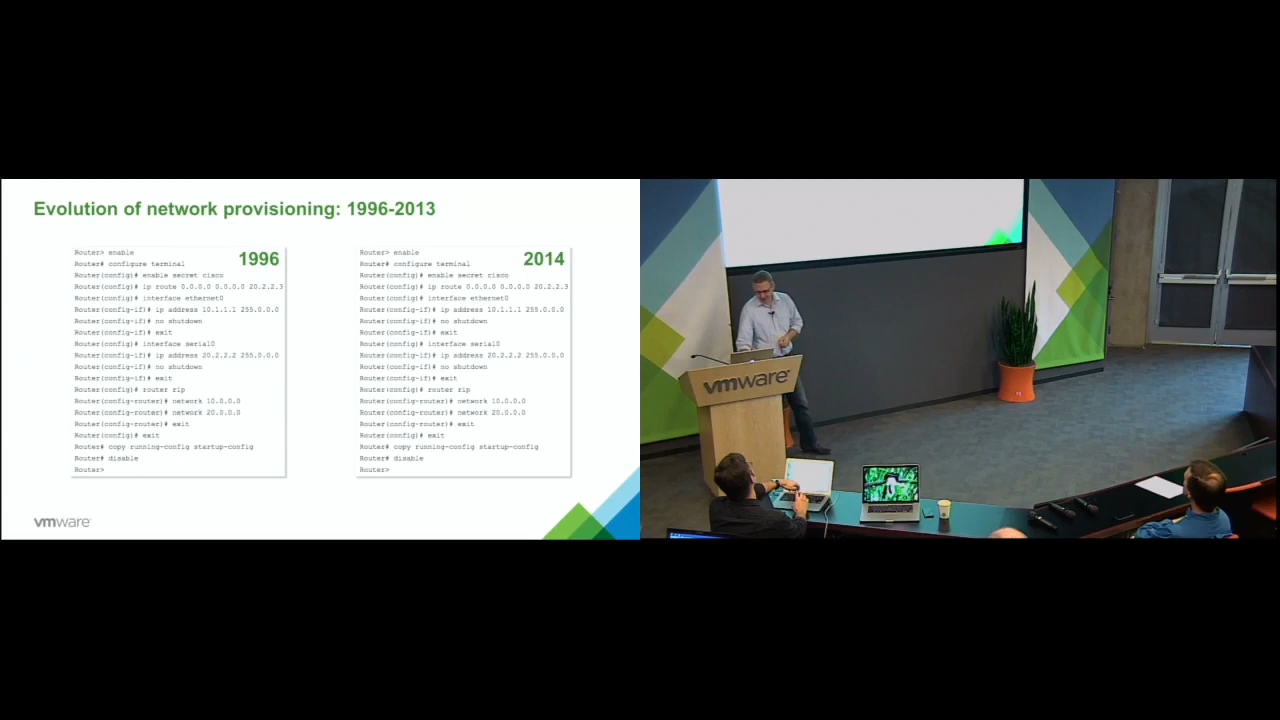 Evolution of network provisioning: 1996-2013
1996
Router> enable
Router# configure terminal
Router(config)# enable secret cisco
Router(config)# ip route 0.0.0.0 0.0.0.0 20.2.2.3
Router(config)# interface ethernet0
Router(config-if)# ip address 10.1.1.1 255.0.0.0
Router(config-if)# no shutdown
Router(config-if)# exit
Router(config)# interface serial0
Router(config-if)# ip address 20.2.2.2 255.0.0.0
Router(config-if)# no shutdown
Router(config-if)# exit
Router(config)# router rip
Router(config-router)# network 10.0.0.0
Router(config-router)# network 20.0.0.0
Router(config-router)# exit
Router(config)# exit
Router# copy running-config startup-config
Router# disable
Router>
2014
Router> enable
Router# configure terminal
Router(config)# enable secret cisco
Router(config)# ip route 0.0.0.0 0.0.0.0 20.2.2.3
Router(config)# interface ethernet0
Router(config-if)# ip address 10.1.1.1 255.0.0.0
Router(config-if)# no shutdown
Router(config-if)# exit
Router(config)# interface serial0
Router(config-if)# ip address 20.2.2.2 255.0.0.0
Router(config-if)# no shutdown
Router(config-if)# exit
Router(config)# router rip
Router(config-router)# network 10.0.0.0
Router(config-router)# network 20.0.0.0
Router(config-router)# exit
Router(config)# exit
Router# copy running-config startup-config
Router# disable
Router>
vmware
vmware